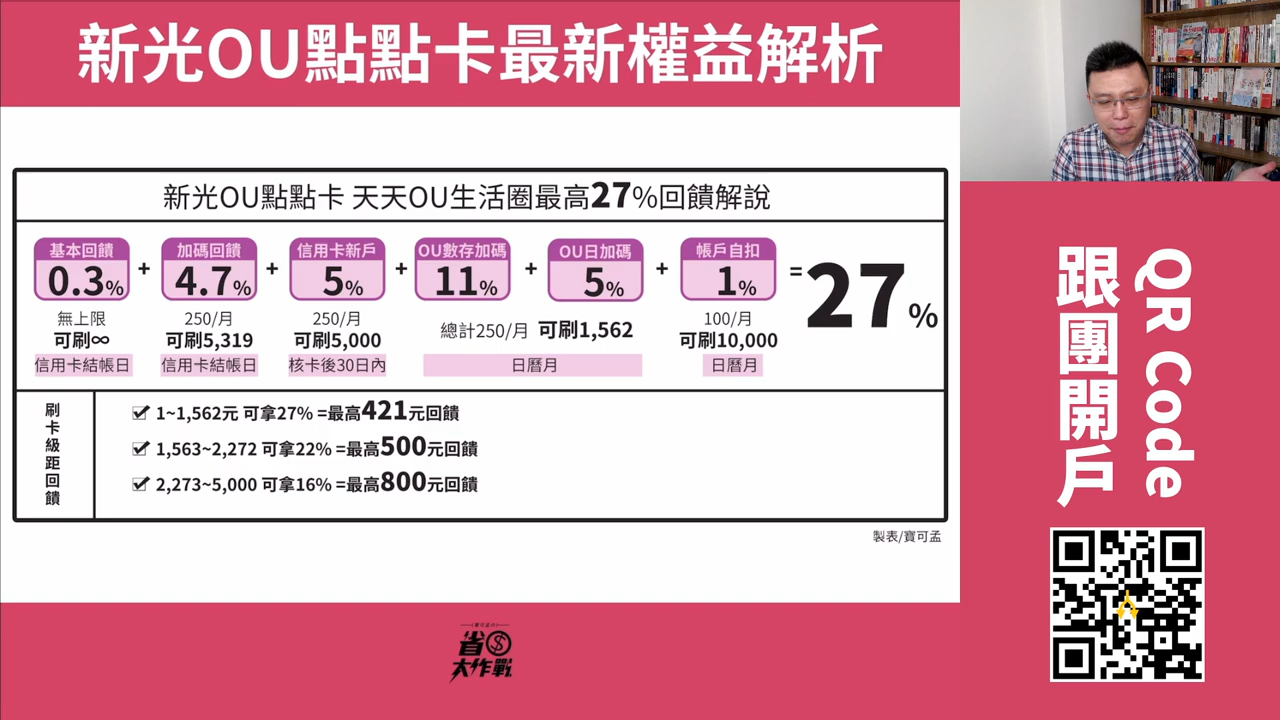 新光OU點點卡最新權益解析
新光OU點點卡 天天OU生活圈最高27%回饋解說
基本回饋
0.3%
無上限
可刷∞
信用卡結帳日
+
加碼回饋
4.7%
250/月
可刷5,319
信用卡結帳日
+
信用卡新戶
5%
250/月
可刷5,000
核卡後30日內
+
OU數存加碼
11%
+
OU日加碼
5%
總計250/月 可刷1,562
日曆月
+
帳戶自扣
1%
100/月
可刷10,000
日曆月
=27%
刷卡級距回饋
1~1,562元 可拿27% =最高421元回饋
1,563~2,272 可拿22% =最高500元回饋
2,273~5,000 可拿16% =最高800元回饋
製表/寶可孟
省
大作戰
QR Code
跟團開戶